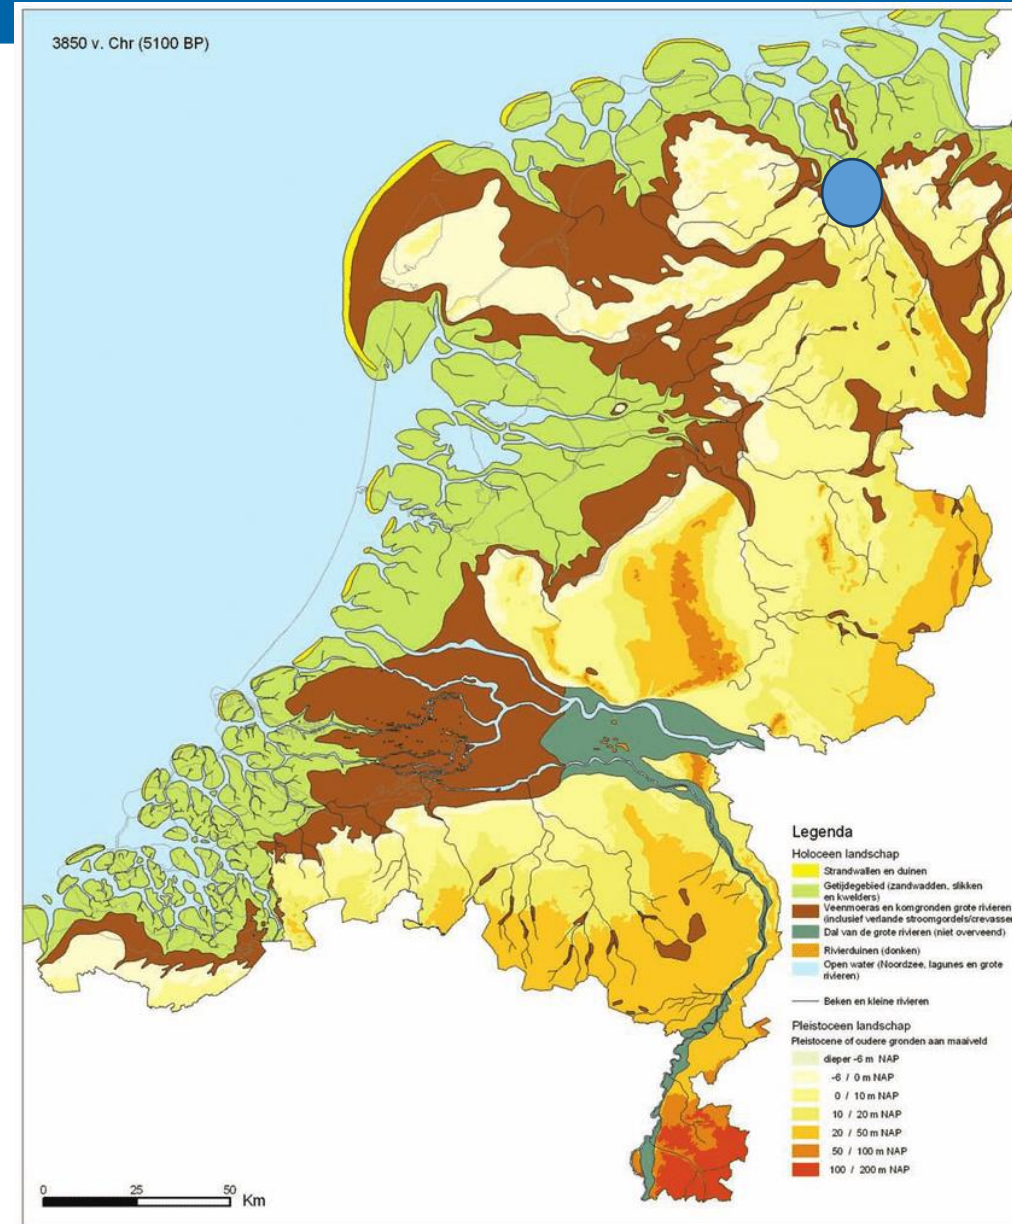 3850 v. Chr (5100 BP)
Legenda
Holoceen landschap
Strandwallen en duinen
Getijdegebied (zandwadden, slikken
en kwelders)
Veenmoeras en komgronden grote rivieren
(inclusief verlande stroomgordels/crevasser
Dal van de grote rivieren (niet overveend)
Rivierduinen (donken)
Open water (Noordzee, lagunes en grote
rivieren)
Beken en kleine rivieren
Pleistoceen landschap
Pleistocene of oudere gronden aan maaiveld
dieper -6 m NAP
-6 / 0 m NAP
0 / 10 m NAP
10 / 20 m NAP
20 / 50 m NAP
50 / 100 m NAP
100 / 200 m NAP
0 25 50 Km